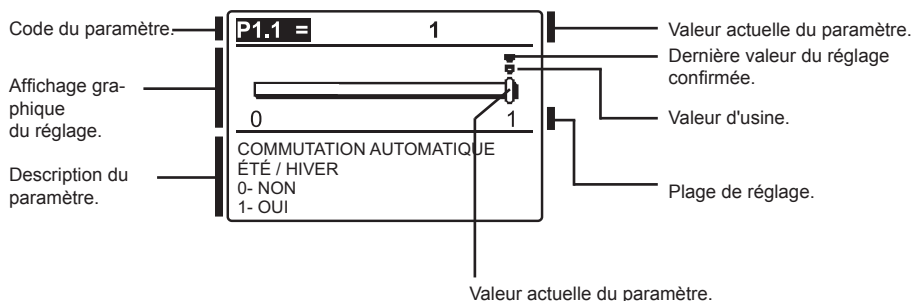 Code du paramètre.
Affichage gra-
phique
du réglage.
Description du
paramètre.
P1.1 = 1
0 1
COMMUTATION AUTOMATIQUE
ÉTÉ / HIVER
0- NON
1- OUI
Valeur actuelle du paramètre.
Dernière valeur du réglage
confirmée.
Valeur d'usine.
Plage de réglage.
Valeur actuelle du paramètre.